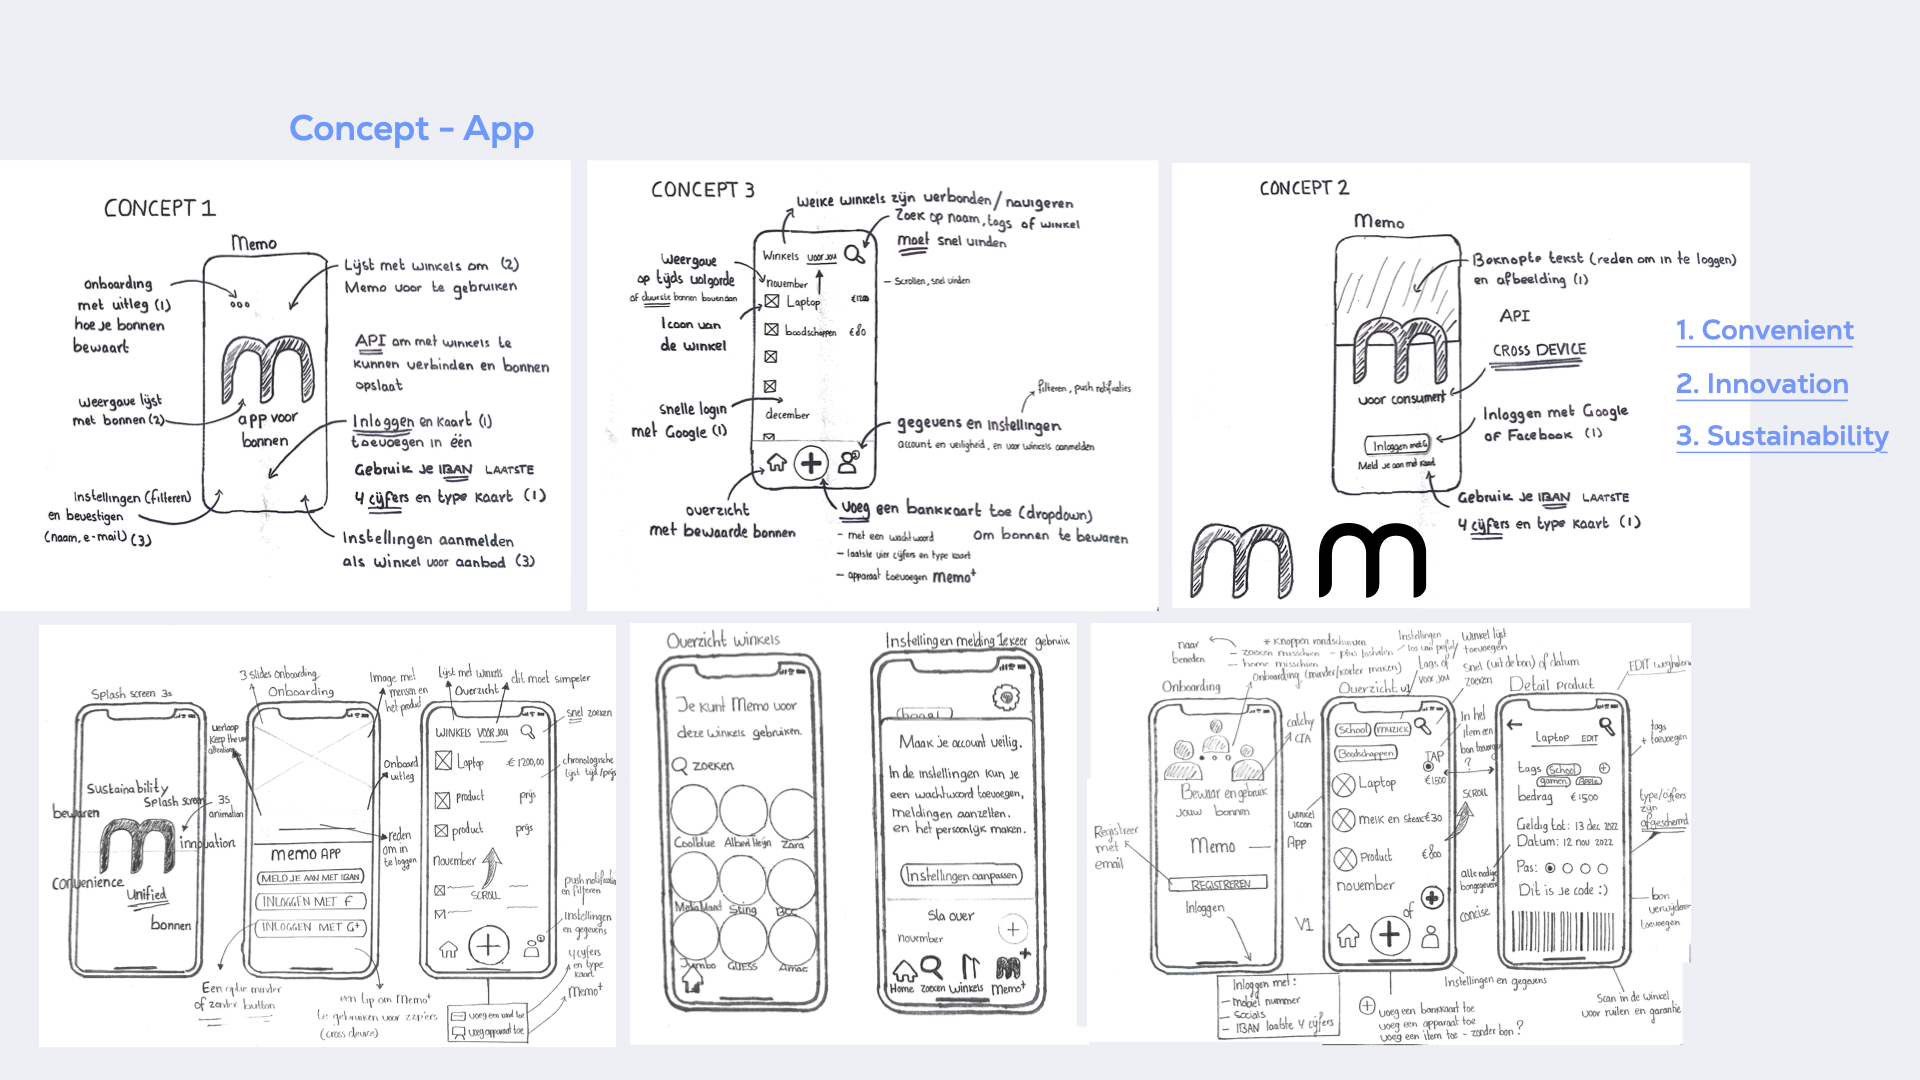 Concept - App
CONCEPT 1
Memo
onboarding
met uitleg (1)
hoe je bonnen
bewaart
Lijst met winkels om (2)
Memo voor te gebruiken
API om met winkels te
kunnen verbinden en bonnen
opslaat
weergave lijst
met bonnen (2)
app voor
bonnen
Inloggen en kaart (1)
toevoegen in één
Gebruik je IBAN LAATSTE
4 cijfers en type kaart (1)
Instellingen (filteren)
en bevestigen
(naam, e-mail) (3)
Instellingen aanmelden
als winkel voor aanbod (3)
CONCEPT 3
Welke winkels zijn verbonden / navigeren
Zoek op naam, tags of winkel
moet snel vinden
Weergave
op tijds volgorde
of duurste bonnen bovenaan
Winkels voor jou
november
Laptop €1200
boodschappen €80
- Scrollen, snel vinden
Icoon van
de winkel
filteren, push notificaties
Snelle login
met Google (1)
december
gegevens en instellingen
account en veiligheid, en voor winkels aanmelden
overzicht
met bewaarde bonnen
voeg een bankkaart toe (dropdown)
om bonnen te bewaren
- met een wachtwoord
- laatste vier cijfers en type kaart
- apparaat toevoegen memo+
CONCEPT 2
Memo
Beknopte tekst (reden om in te loggen)
en afbeelding (1)
API
CROSS DEVICE
voor consument
Inloggen met Google
of Facebook (1)
Inloggen met G
Meld je aan met kaart
Gebruik je IBAN LAATSTE
4 cijfers en type kaart (1)
1. Convenient
2. Innovation
3. Sustainability
Splash screen 3s
Sustainability
Splash screen
3s
animation
bewaren
innovation
convenience
Unified
bonnen
3 slides onboarding
Onboarding
Image met
mensen en
het product
verloop
Onboard
uitleg
reden
om in
te loggen
MEMO APP
MELD JE AAN MET IBAN
INLOGGEN MET F
INLOGGEN MET G+
Een optie minder
of zonder button
een tip om Memo+
te gebruiken voor zzp'ers
(cross device)
lijst met winkels
Overzicht
dit moet simpeler
snel zoeken
WINKELS VOOR JOU
Laptop €1200,00
product prijs
product prijs
November
SCROLL
chronologische
lijst tijd/prijs
push notificaties
en filteren
instellingen
en gegevens
4 cijfers
en type
kaart
Memo+
voeg een kaart toe
voeg apparaat toe
Overzicht winkels
Je kunt Memo voor
deze winkels gebruiken.
zoeken
Coolblue Albert Heijn Zara
MediaMarkt Sting BCC
Jumbo GUESS Amac
Instellingen melding 1e keer gebruik
Maak je account veilig.
In de instellingen kun je
een wachtwoord toevoegen,
meldingen aanzetten.
en het persoonlijk maken.
Instellingen aanpassen
Sla over
november
Home zoeken winkels memo+
naar
beneden
* Knoppen rondschuiven
- zoeken misschien - plus inhalen
- home misschien
Onboarding (minder/korter maken)
Instellingen
los van profiel
tags of
voor jou
Winkel lijst
toevoegen
Snel (uit de bon) of datum
zoeken
EDIT weghalen
Onboarding
catchy
CTA
Bewaar en gebruik
jouw bonnen
Memo
App
Registreer
met
email
REGISTREREN
Inloggen
V1
Inloggen met:
- mobiel nummer
- socials
- IBAN laatste 4 cijfers
Overzicht v1
School muziek
Boodschappen
TAP
Laptop €1500
melk en steak €30
Product €800
november
winkel
icoon
of
In het
item een
bon toevoegen
?
SCROLL
alle nodige
bongegevens
concise
Instellingen en gegevens
voeg een bankkaart toe
voeg een apparaat toe
voeg een item toe - zonder bon?
Detail Product
Laptop EDIT
tags School
gamen Apple
bedrag €1500
Geldig tot: 13 dec 2022
Datum: 12 nov 2022
Pas:
Dit is je code :)
tags
+ toevoegen
type/cijfers
zijn
afgeschermd
bon
verwijderen
toevoegen
Scan in de winkel
voor ruilen en garantie